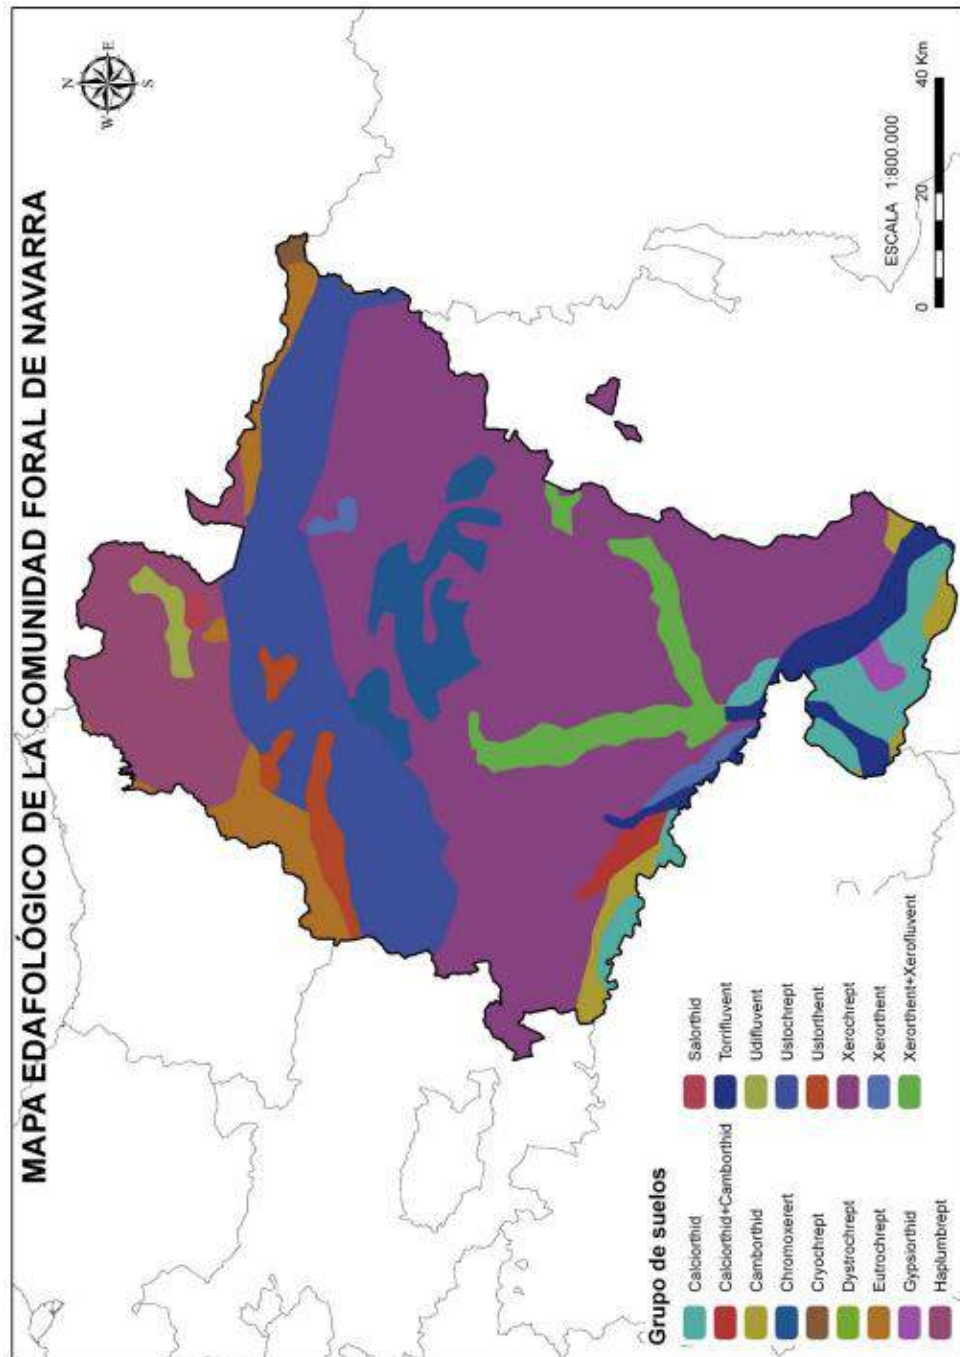 MAPA EDAFOLÓGICO DE LA COMUNIDAD FORAL DE NAVARRA
N
W
E
S
Grupo de suelos
Calciorthid
Calciorthid+Camborthid
Camborthid
Chromoxerert
Cryochrept
Dystrochrept
Eutrochrept
Gypsiorthid
Haplumbrept
Salorthid
Torrifluvent
Udifluvent
Ustochrept
Ustorthent
Xerochrept
Xerorthent
Xerorthent+Xerofluvent
ESCALA 1:800.000
0 20 40 Km